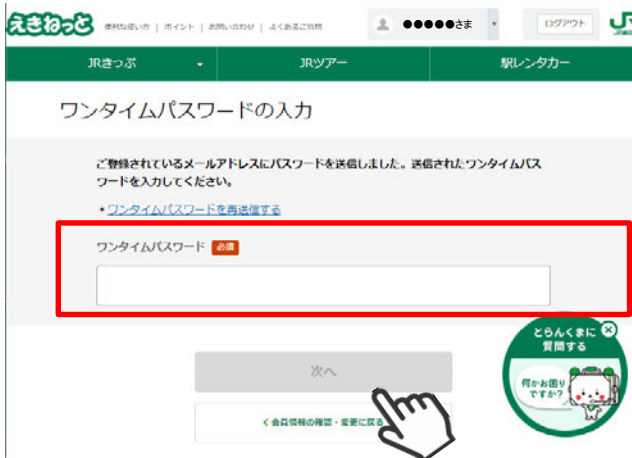 えきねっと
便利な使い方 | ポイント | お問い合わせ | よくあるご質問
●●●●●さま
ログアウト
JR
JRきっぷ
JRツアー
駅レンタカー
ワンタイムパスワードの入力
ご登録されているメールアドレスにパスワードを送信しました。送信されたワンタイムパス
ワードを入力してください。
ワンタイムパスワードを再送信する
ワンタイムパスワード 必須
次へ
< 会員情報の確認・変更に戻る
とらんくまに
質問する
何かお困り
ですか?